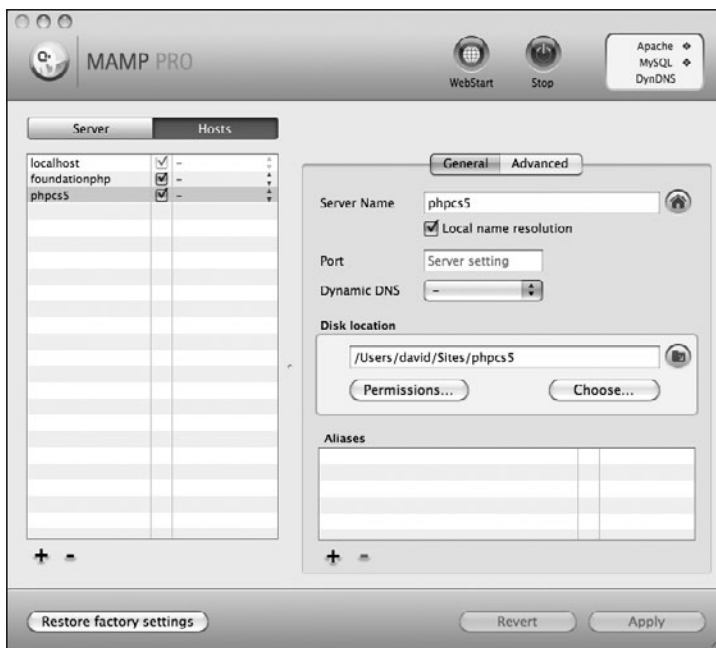 MAMP PRO
WebStart
Stop
Apache
MySQL
DynDNS
Server
Hosts
localhost -
foundationphp -
phpcs5 -
General
Advanced
Server Name
phpcs5
Local name resolution
Port
Server setting
Dynamic DNS
-
Disk location
/Users/david/Sites/phpcs5
Permissions...
Choose...
Aliases
+ -
+ -
Restore factory settings
Revert
Apply